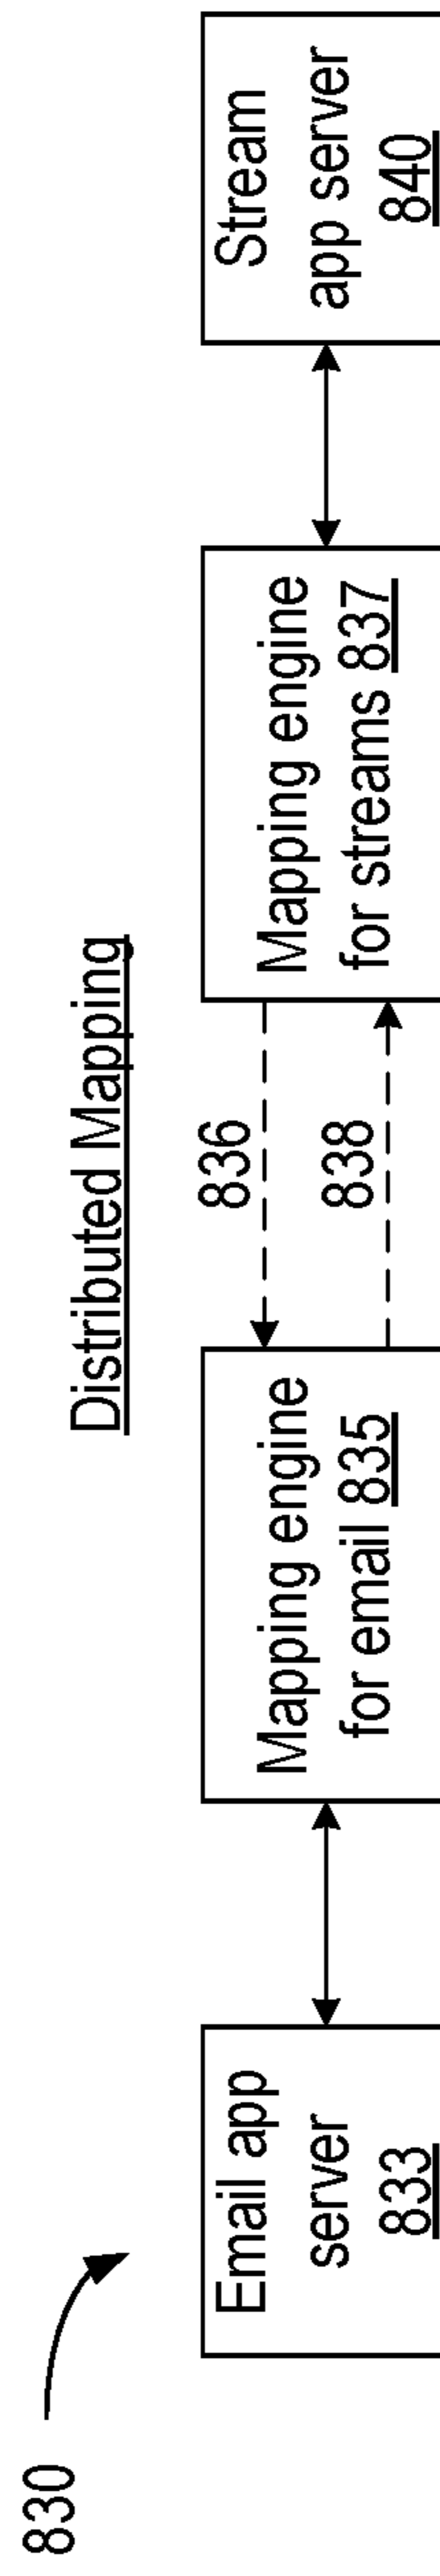 830
Distributed Mapping
Email app
server
833
Mapping engine
for email 835
836
838
Mapping engine
for streams 837
Stream
app server
840